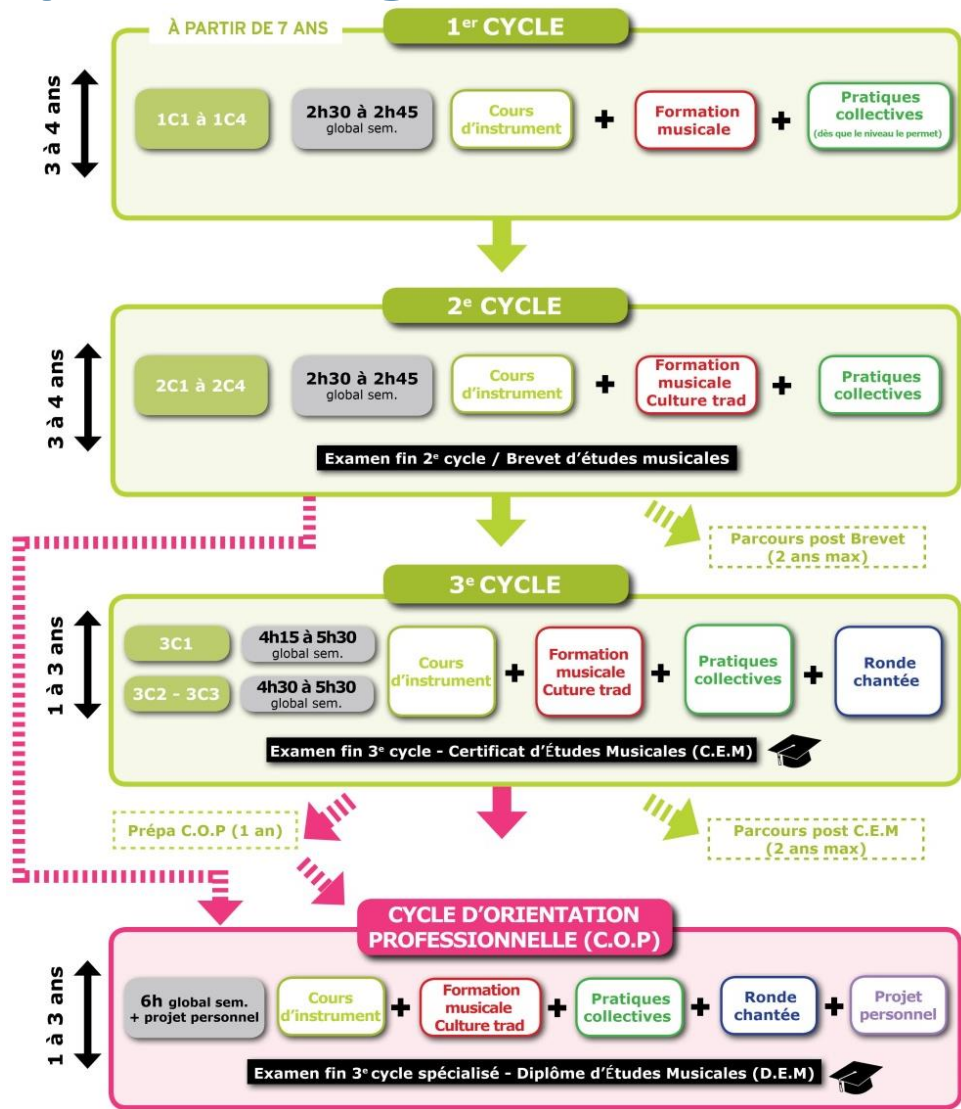 À PARTIR DE 7 ANS
1er CYCLE
3 à 4 ans
1C1 à 1C4
2h30 à 2h45
global sem.
Cours
d'instrument
+
Formation
musicale
+
Pratiques
collectives
(dès que le niveau le permet)
2e CYCLE
3 à 4 ans
2C1 à 2C4
2h30 à 2h45
global sem.
Cours
d'instrument
+
Formation
musicale
Culture trad
+
Pratiques
collectives
Examen fin 2e cycle / Brevet d'études musicales
Parcours post Brevet
(2 ans max)
3e CYCLE
1 à 3 ans
3C1
4h15 à 5h30
global sem.
3C2 - 3C3
4h30 à 5h30
global sem.
Cours
d'instrument
+
Formation
musicale
Cuture trad
+
Pratiques
collectives
+
Ronde
chantée
Examen fin 3e cycle - Certificat d'Études Musicales (C.E.M)
Prépa C.O.P (1 an)
Parcours post C.E.M
(2 ans max)
CYCLE D'ORIENTATION
PROFESSIONNELLE (C.O.P)
1 à 3 ans
6h global sem.
+ projet personnel
Cours
d'instrument
+
Formation
musicale
Culture trad
+
Pratiques
collectives
+
Ronde
chantée
+
Projet
personnel
Examen fin 3e cycle spécialisé - Diplôme d'Études Musicales (D.E.M)